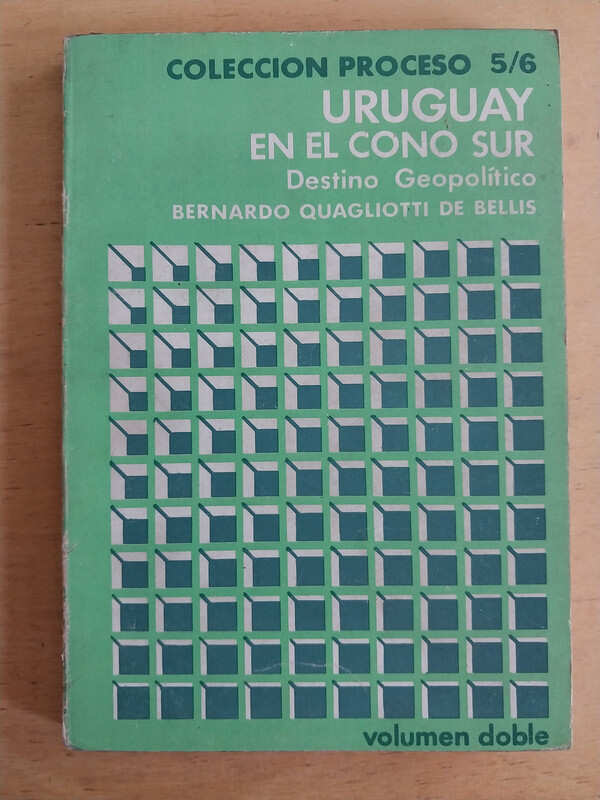 COLECCION PROCESO 5/6
URUGUAY
EN EL CONO SUR
Destino Geopolítico
BERNARDO QUAGLIOTTI DE BELLIS
volumen doble